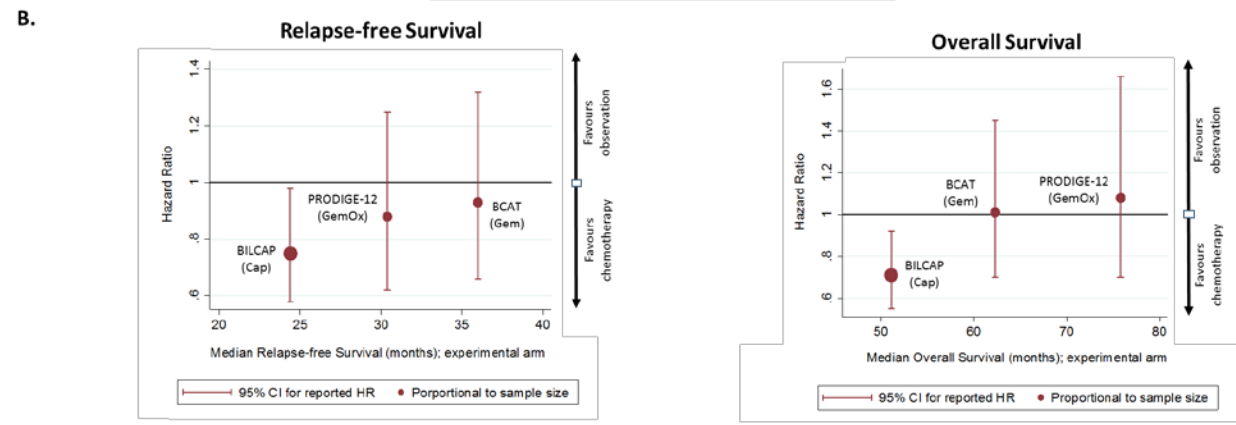 B.
Relapse-free Survival
Hazard Ratio
1.4
1.2
1
.8
.6
PRODIGE-12
(GemOx)
BCAT
(Gem)
BILCAP
(Cap)
20 25 30 35 40
Median Relapse-free Survival (months); experimental arm
95% CI for reported HR Porportional to sample size
Favours
observation
Favours
chemotherapy
Overall Survival
Hazard Ratio
1.6
1.4
1.2
1
.8
.6
BCAT
(Gem)
PRODIGE-12
(GemOx)
BILCAP
(Cap)
50 60 70 80
Median Overall Survival (months); experimental arm
95% CI for reported HR Proportional to sample size
Favours
observation
Favours
chemotherapy